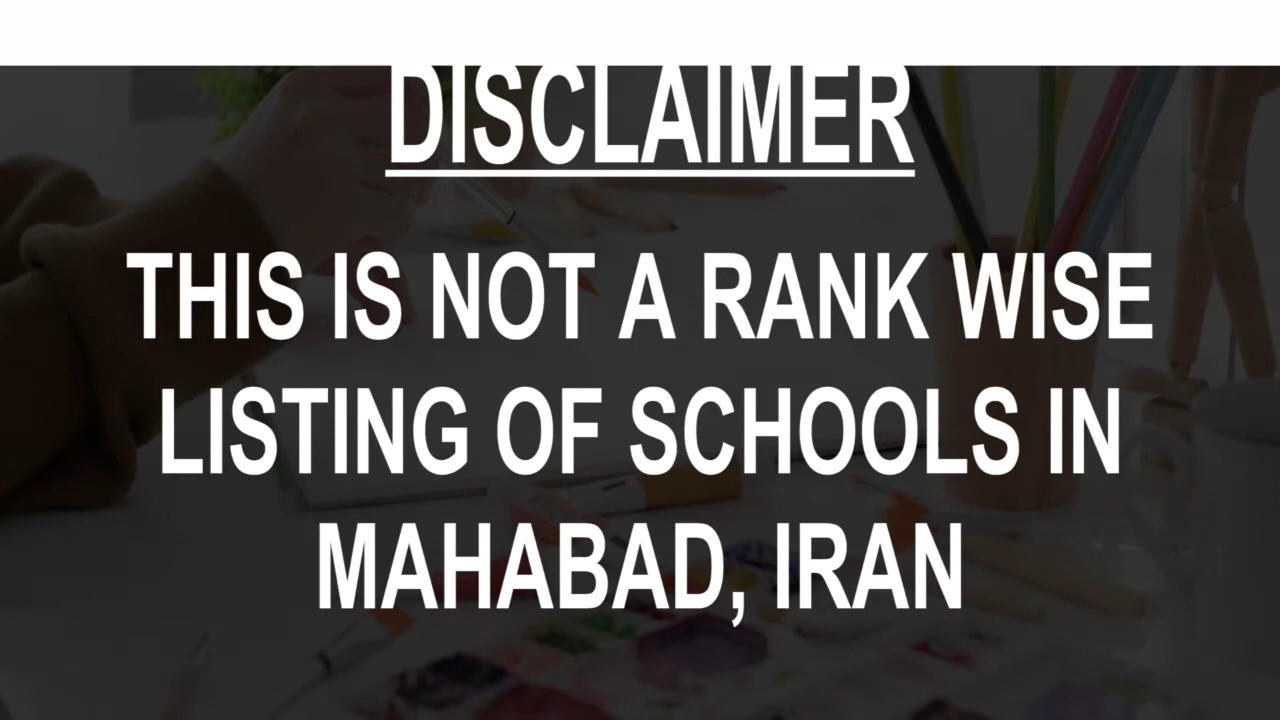 DISCLAIMER
THIS IS NOT A RANK WISE
LISTING OF SCHOOLS IN
MAHABAD, IRAN